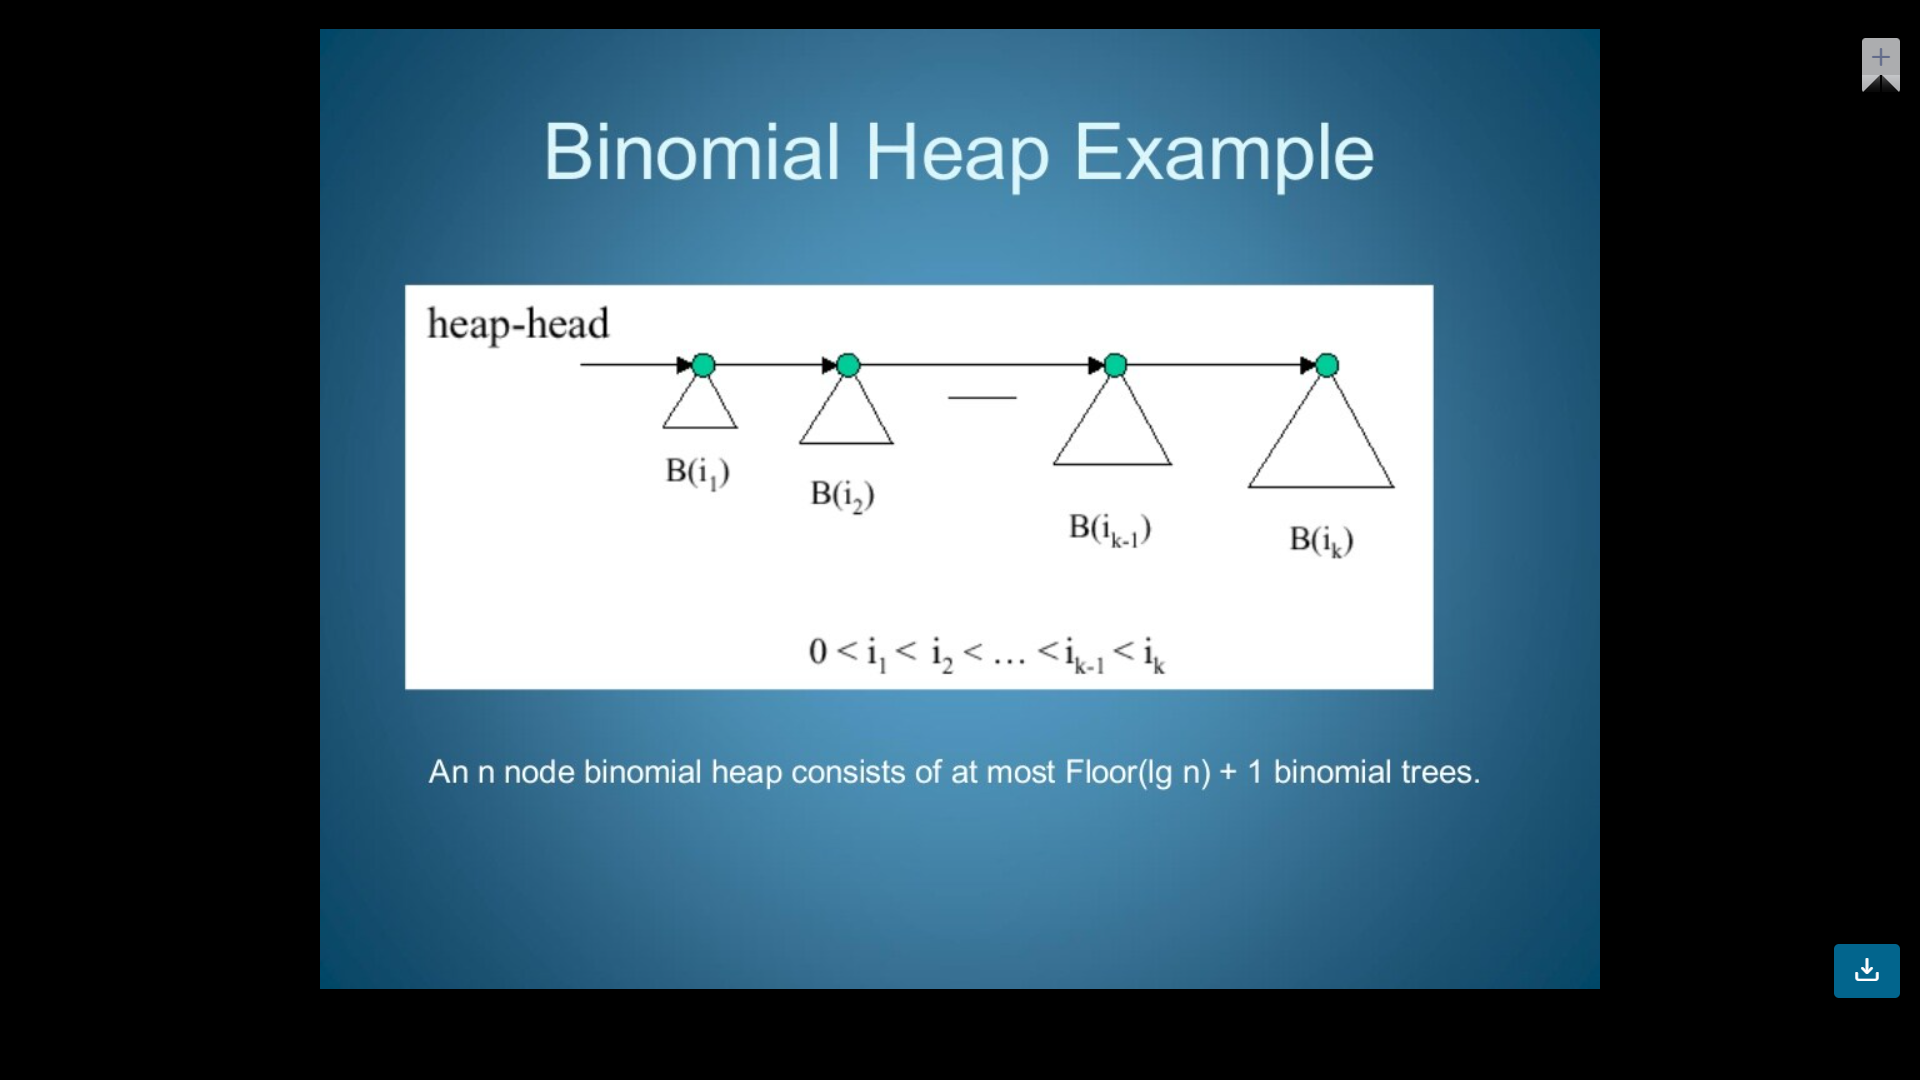 Binomial Heap Example
heap-head
B(i₁)
B(i₂)
B(iₖ₋₁)
B(iₖ)
0 < i₁ < i₂ < … <iₖ₋₁ < iₖ
An n node binomial heap consists of at most Floor(lg n) + 1 binomial trees.